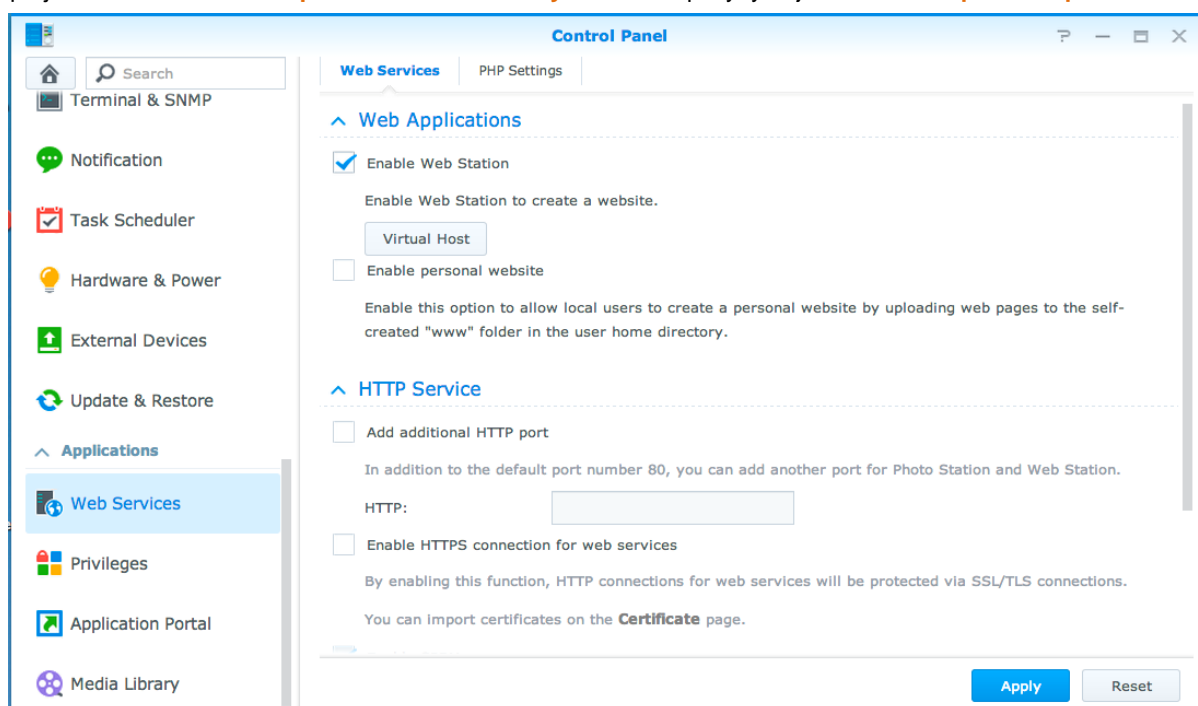 Control Panel
Search
Terminal & SNMP
Notification
Task Scheduler
Hardware & Power
External Devices
Update & Restore
Applications
Web Services
Privileges
Application Portal
Media Library
Web Services
PHP Settings
Web Applications
Enable Web Station
Enable Web Station to create a website.
Virtual Host
Enable personal website
Enable this option to allow local users to create a personal website by uploading web pages to the self-
created "www" folder in the user home directory.
HTTP Service
Add additional HTTP port
In addition to the default port number 80, you can add another port for Photo Station and Web Station.
HTTP:
Enable HTTPS connection for web services
By enabling this function, HTTP connections for web services will be protected via SSL/TLS connections.
You can import certificates on the Certificate page.
Apply
Reset